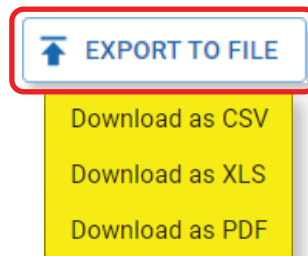 EXPORT TO FILE
Download as CSV
Download as XLS
Download as PDF